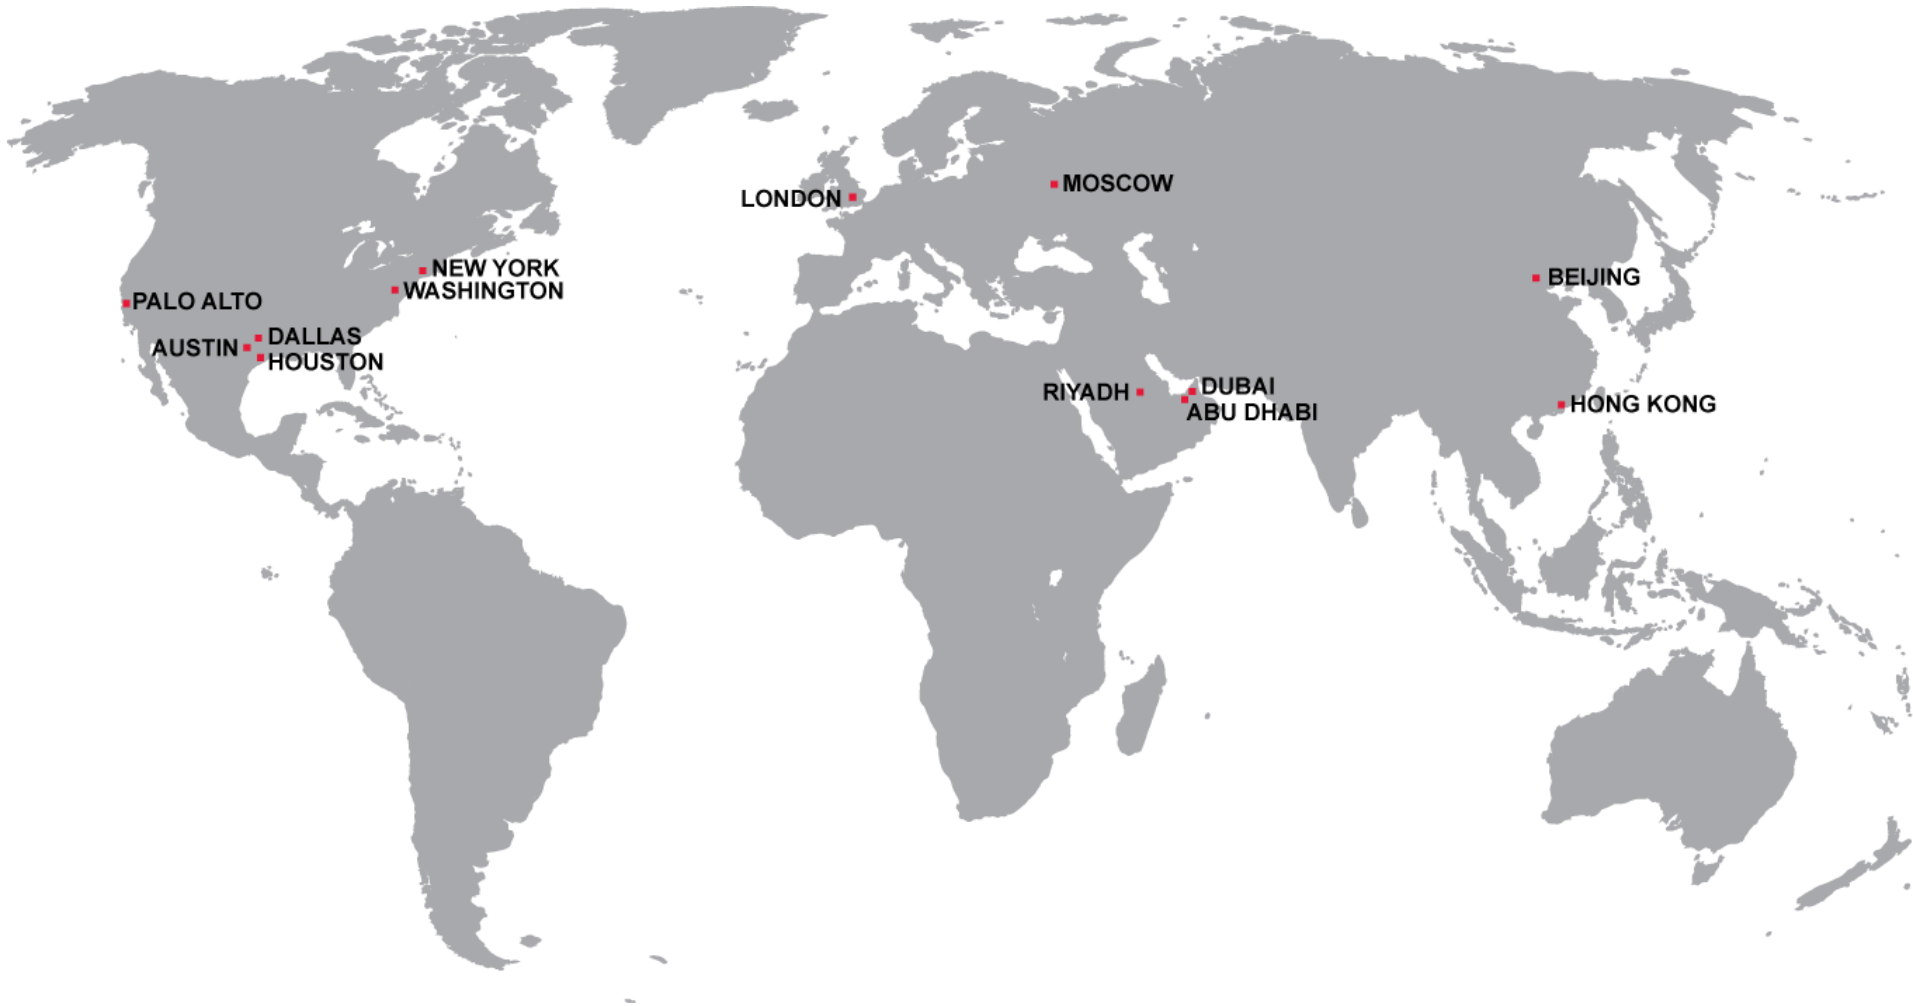 MOSCOW
LONDON
NEW YORK
WASHINGTON
BEIJING
PALO ALTO
DALLAS
AUSTIN
HOUSTON
DUBAI
RIYADH
ABU DHABI
HONG KONG